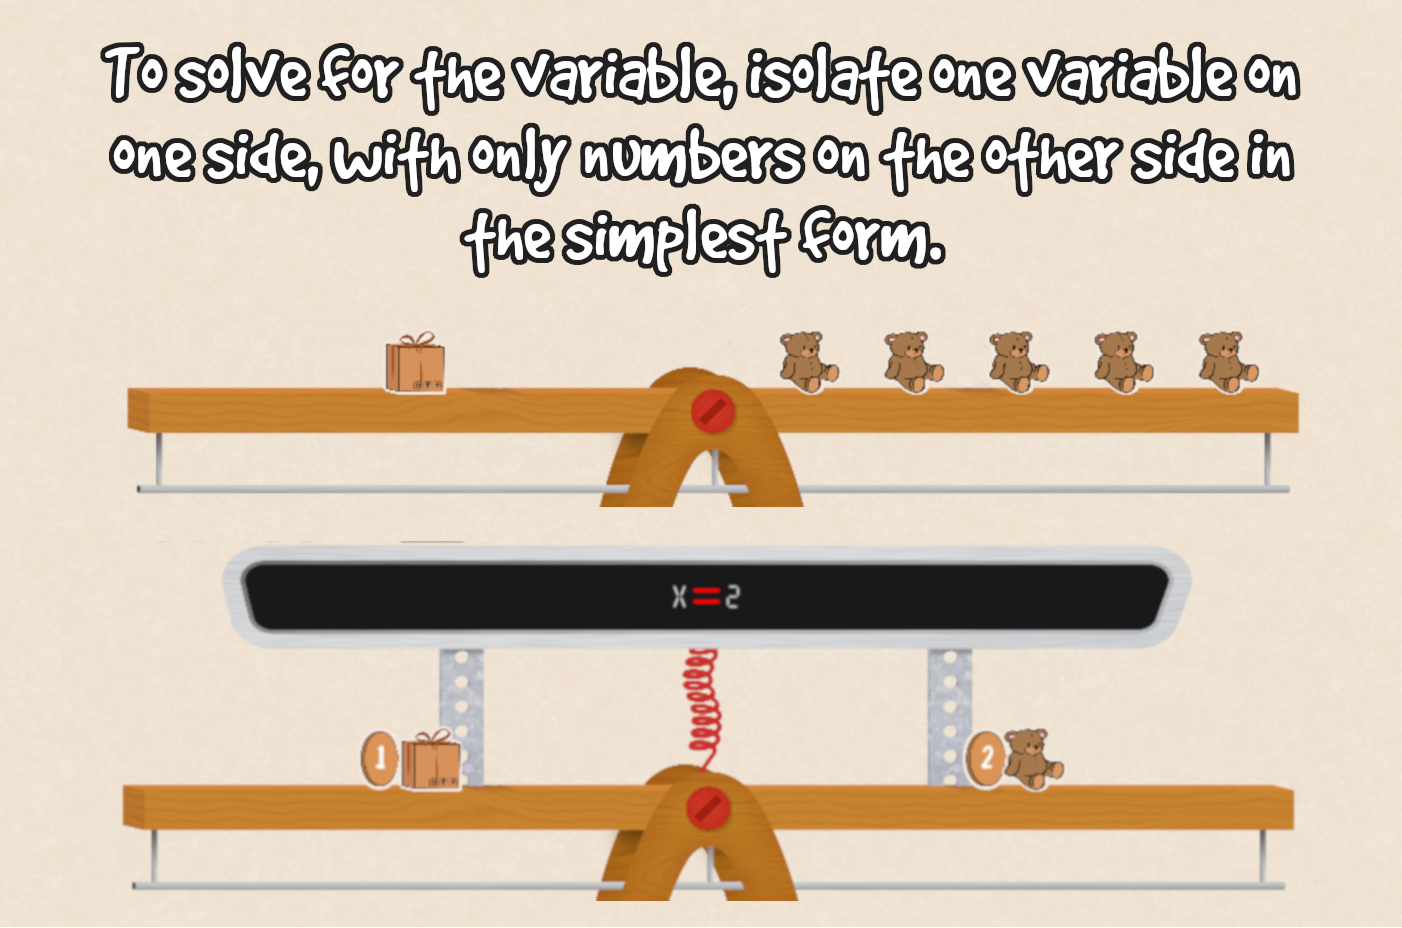 To solve for the variable, isolate one variable on
one side, with only numbers on the other side in
the simplest form.
X=2
1
2